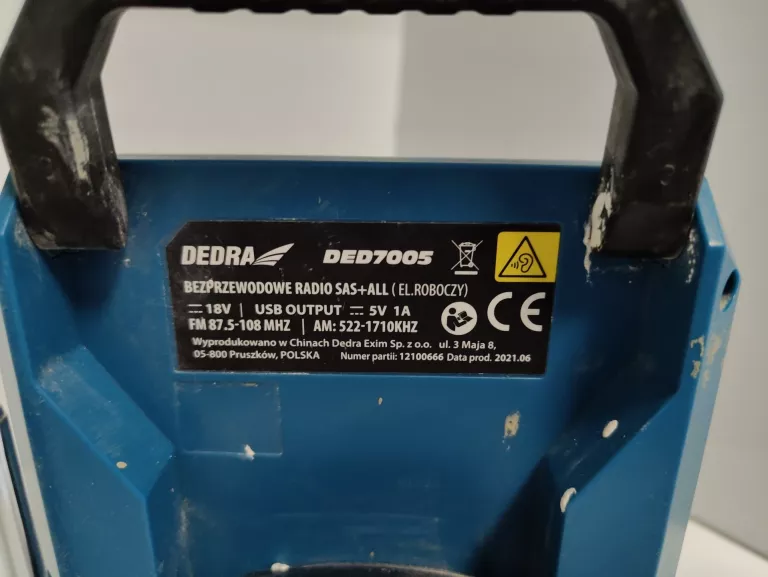 DEDRA DED7005
BEZPRZEWODOWE RADIO SAS+ALL (EL.ROBOCZY)
⎓ 18V | USB OUTPUT ⎓ 5V 1A
FM 87.5-108 MHZ | AM: 522-1710KHZ
CE
Wyprodukowano w Chinach Dedra Exim Sp. z o.o. ul. 3 Maja 8,
05-800 Pruszków, POLSKA Numer partii: 12100666 Data prod. 2021.06